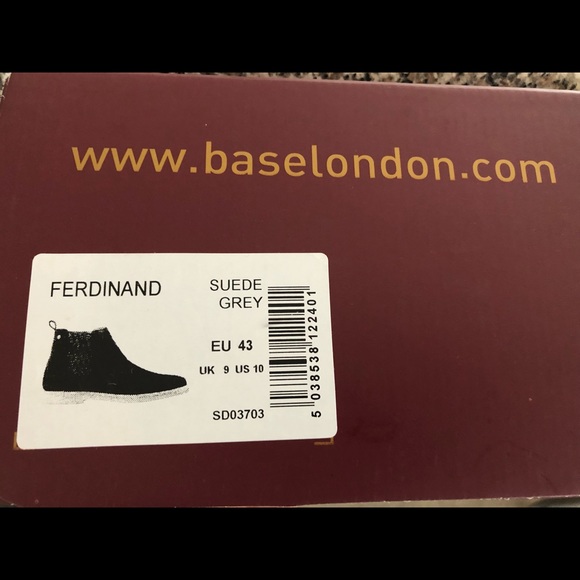 www.baselondon.com
FERDINAND
SUEDE
GREY
EU 43
UK 9 US 10
SD03703
5 038538 122401